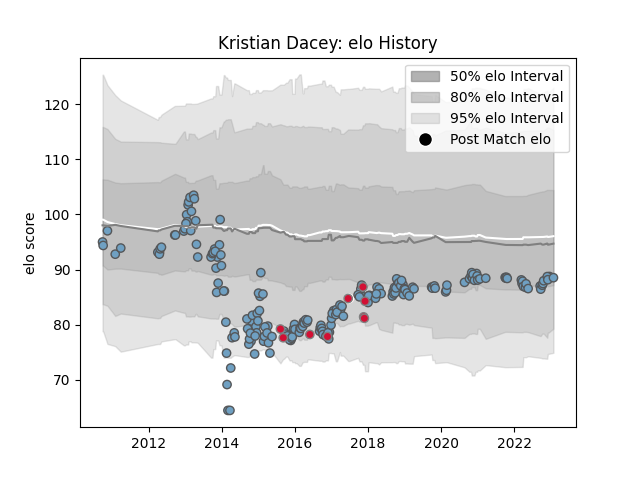 Kristian Dacey: elo History
50% elo Interval
80% elo Interval
95% elo Interval
Post Match elo
elo score
120
110
100
90
80
70
2012
2014
2016
2018
2020
2022